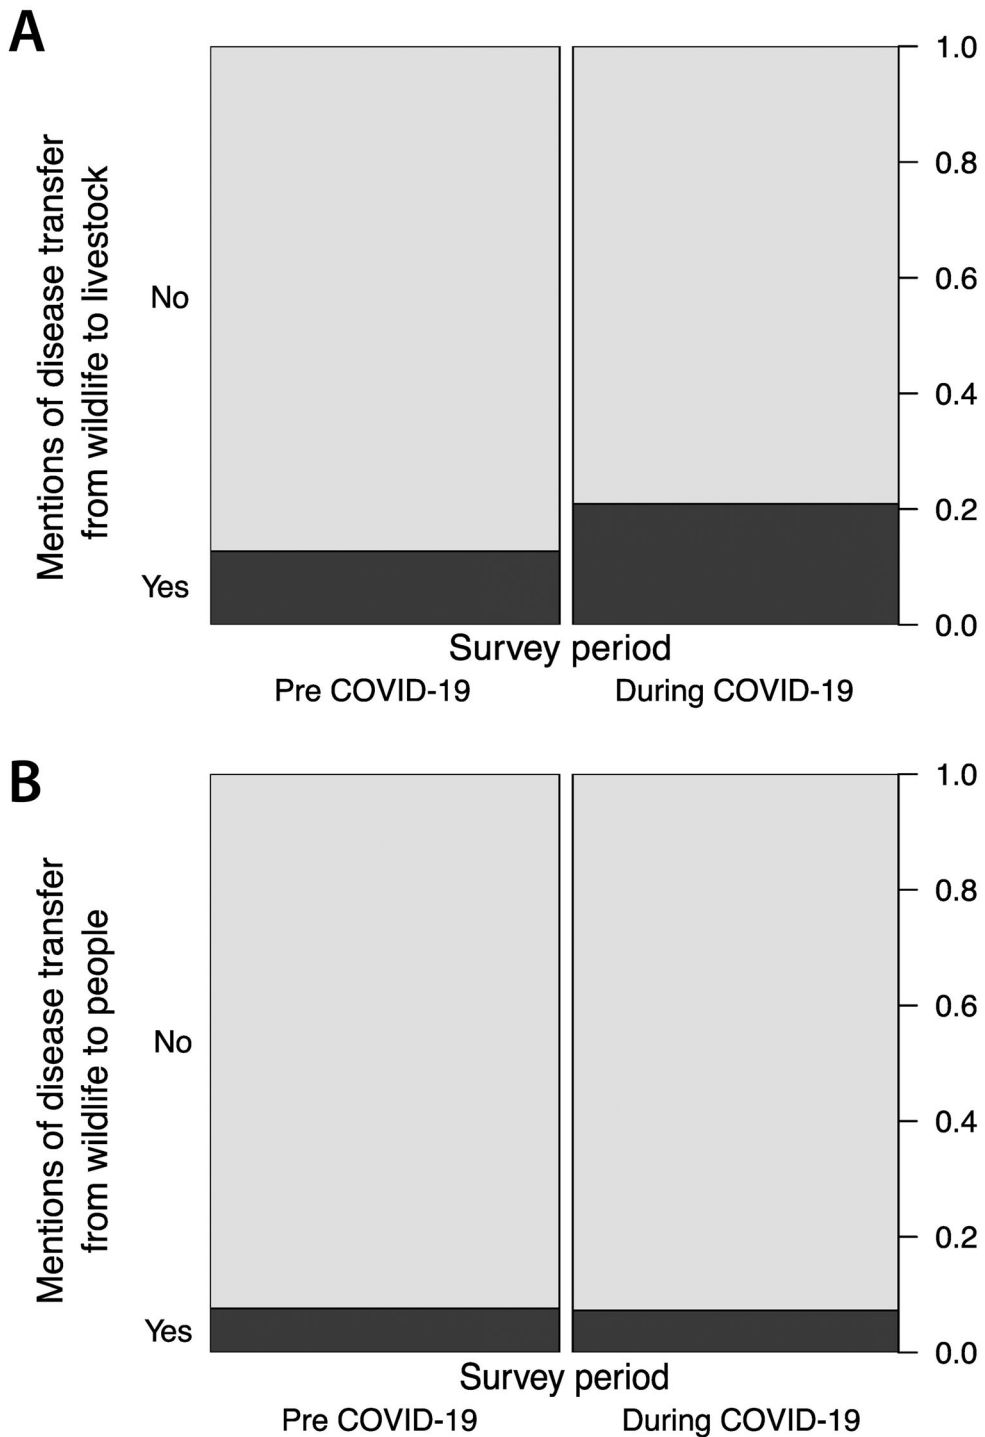 A
Mentions of disease transfer
from wildlife to livestock
No
Yes
1.0
0.8
0.6
0.4
0.2
0.0
Survey period
Pre COVID-19
During COVID-19
B
Mentions of disease transfer
from wildlife to people
No
Yes
1.0
0.8
0.6
0.4
0.2
0.0
Survey period
Pre COVID-19
During COVID-19